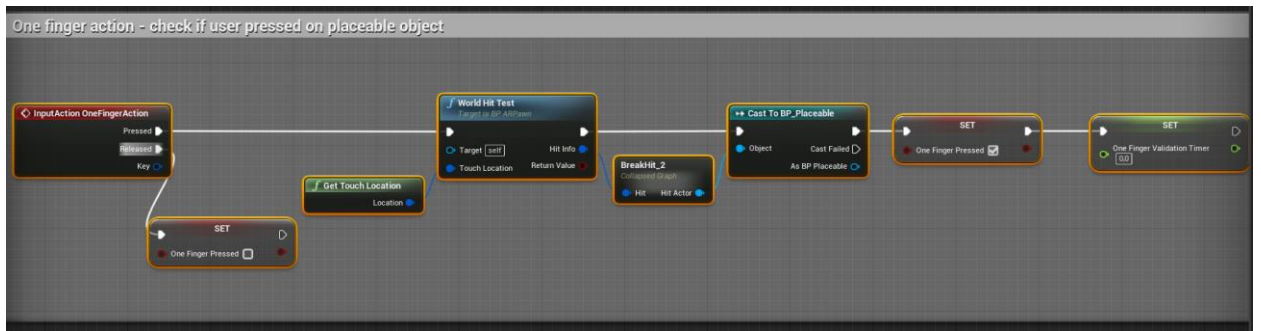 One finger action - check if user pressed on placeable object
InputAction OneFingerAction
Pressed
Released
Key
SET
One Finger Pressed
f Get Touch Location
Location
f World Hit Test
Target is BP ARPawn
Target self
Hit Info
Touch Location
Return Value
BreakHit_2
Collapsed Graph
Hit
Hit Actor
Cast To BP_Placeable
Object
Cast Failed
As BP Placeable
SET
One Finger Pressed
SET
One Finger Validation Timer
0,0